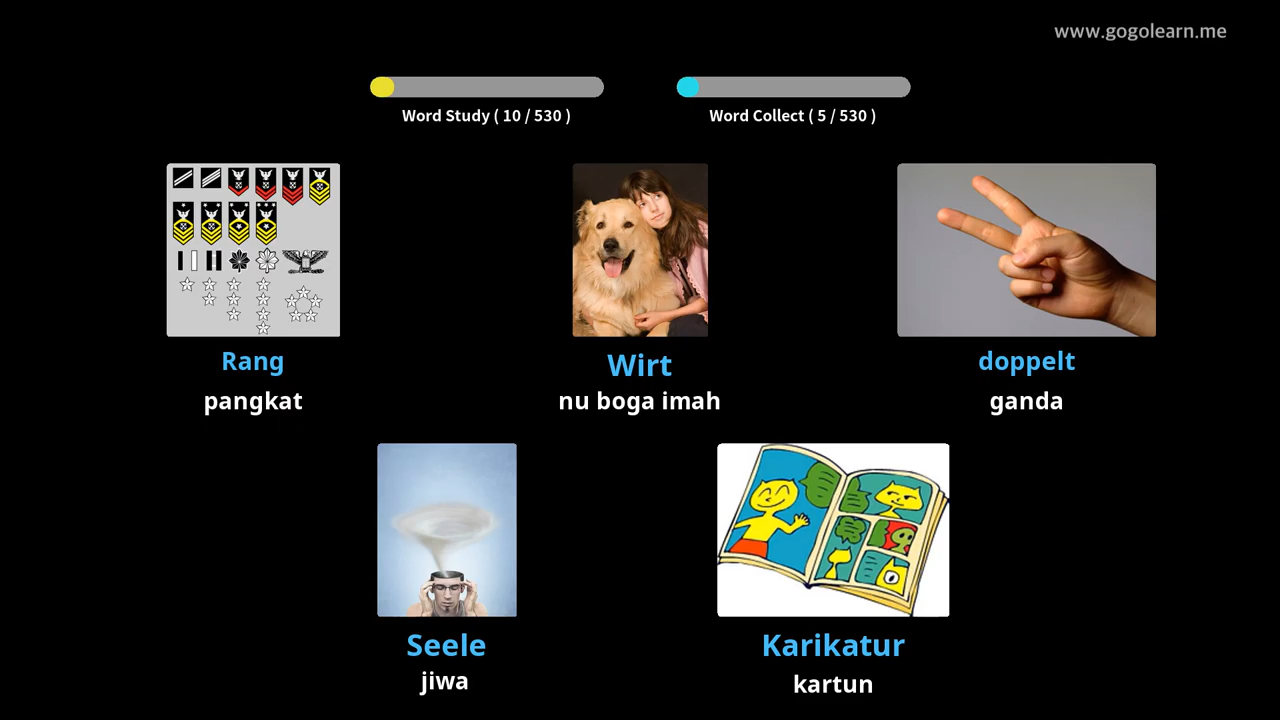 www.gogolearn.me
Word Study ( 10 / 530 )
Word Collect ( 5 / 530 )
Rang
pangkat
Wirt
nu boga imah
doppelt
ganda
Seele
jiwa
Karikatur
kartun